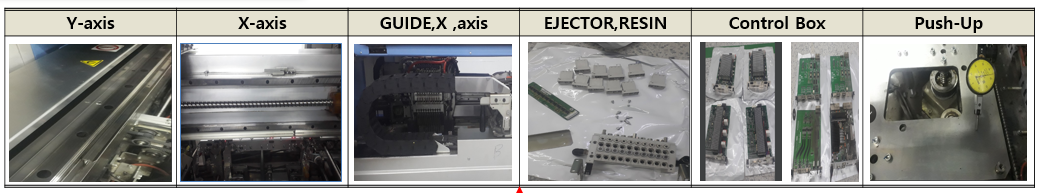 Y-axis
X-axis
GUIDE,X ,axis
EJECTOR,RESIN
Control Box
Push-Up